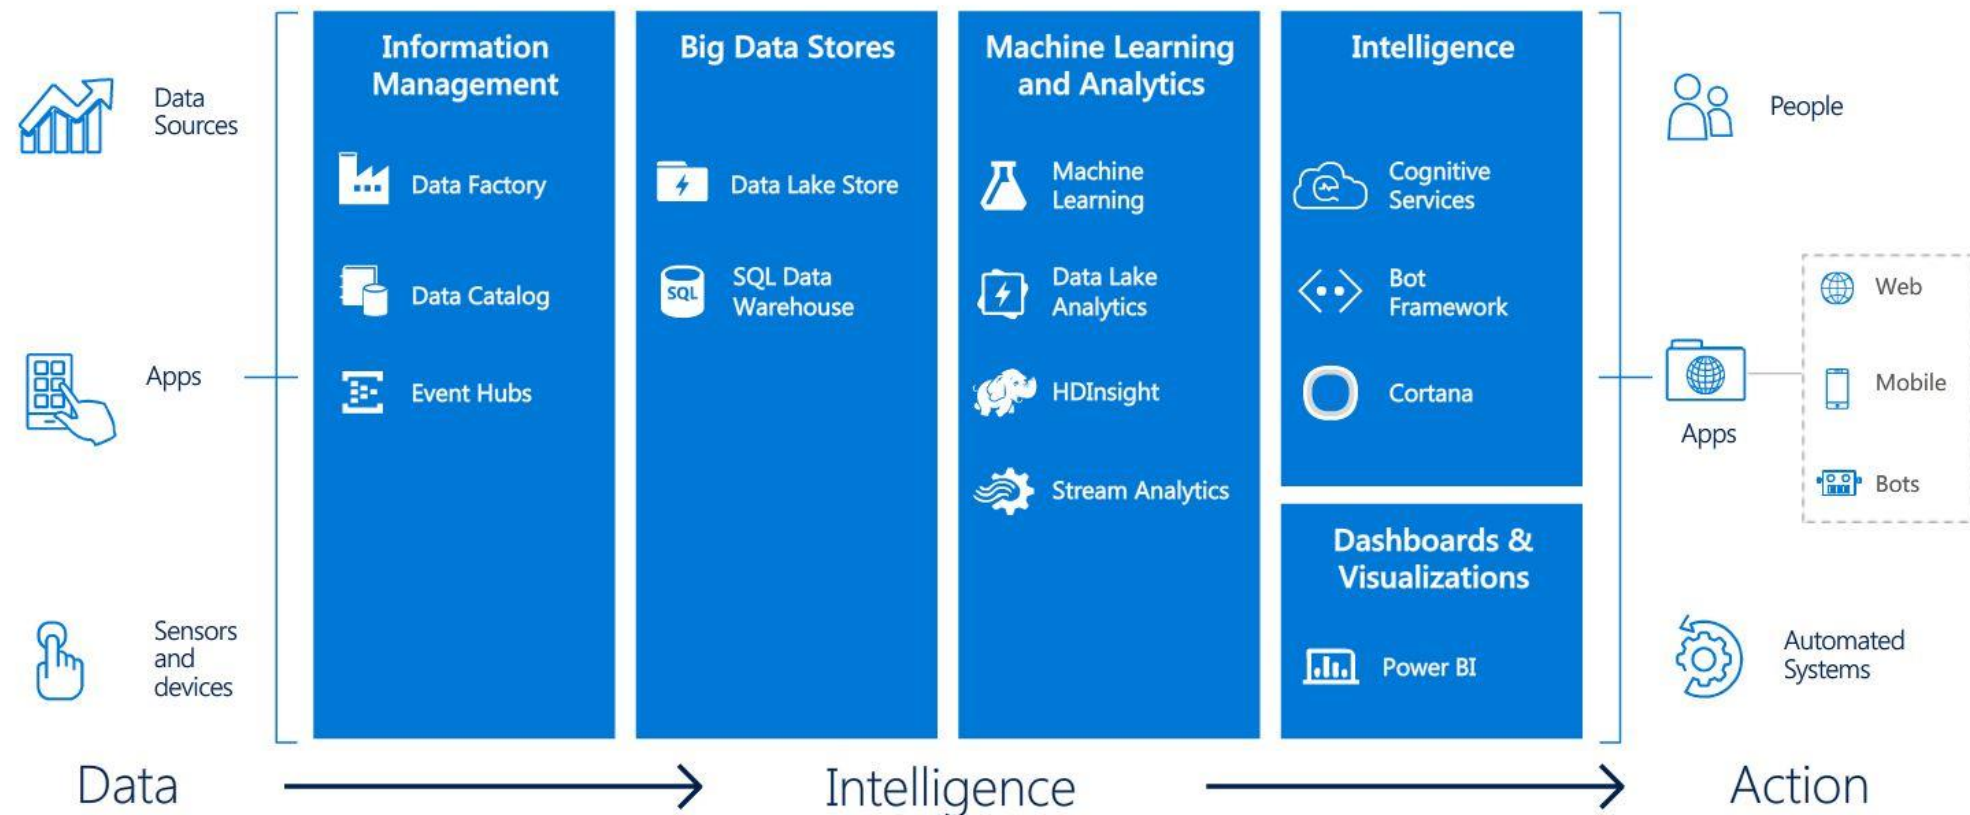 Data
Sources
Apps
Sensors
and
devices
Information
Management
Data Factory
Data Catalog
Event Hubs
Big Data Stores
Data Lake Store
SQL
SQL Data
Warehouse
Machine Learning
and Analytics
Machine
Learning
Data Lake
Analytics
HDInsight
Stream Analytics
Intelligence
Cognitive
Services
Bot
Framework
Cortana
Dashboards &
Visualizations
Power BI
People
Apps
Web
Mobile
Bots
Automated
Systems
Data
Intelligence
Action